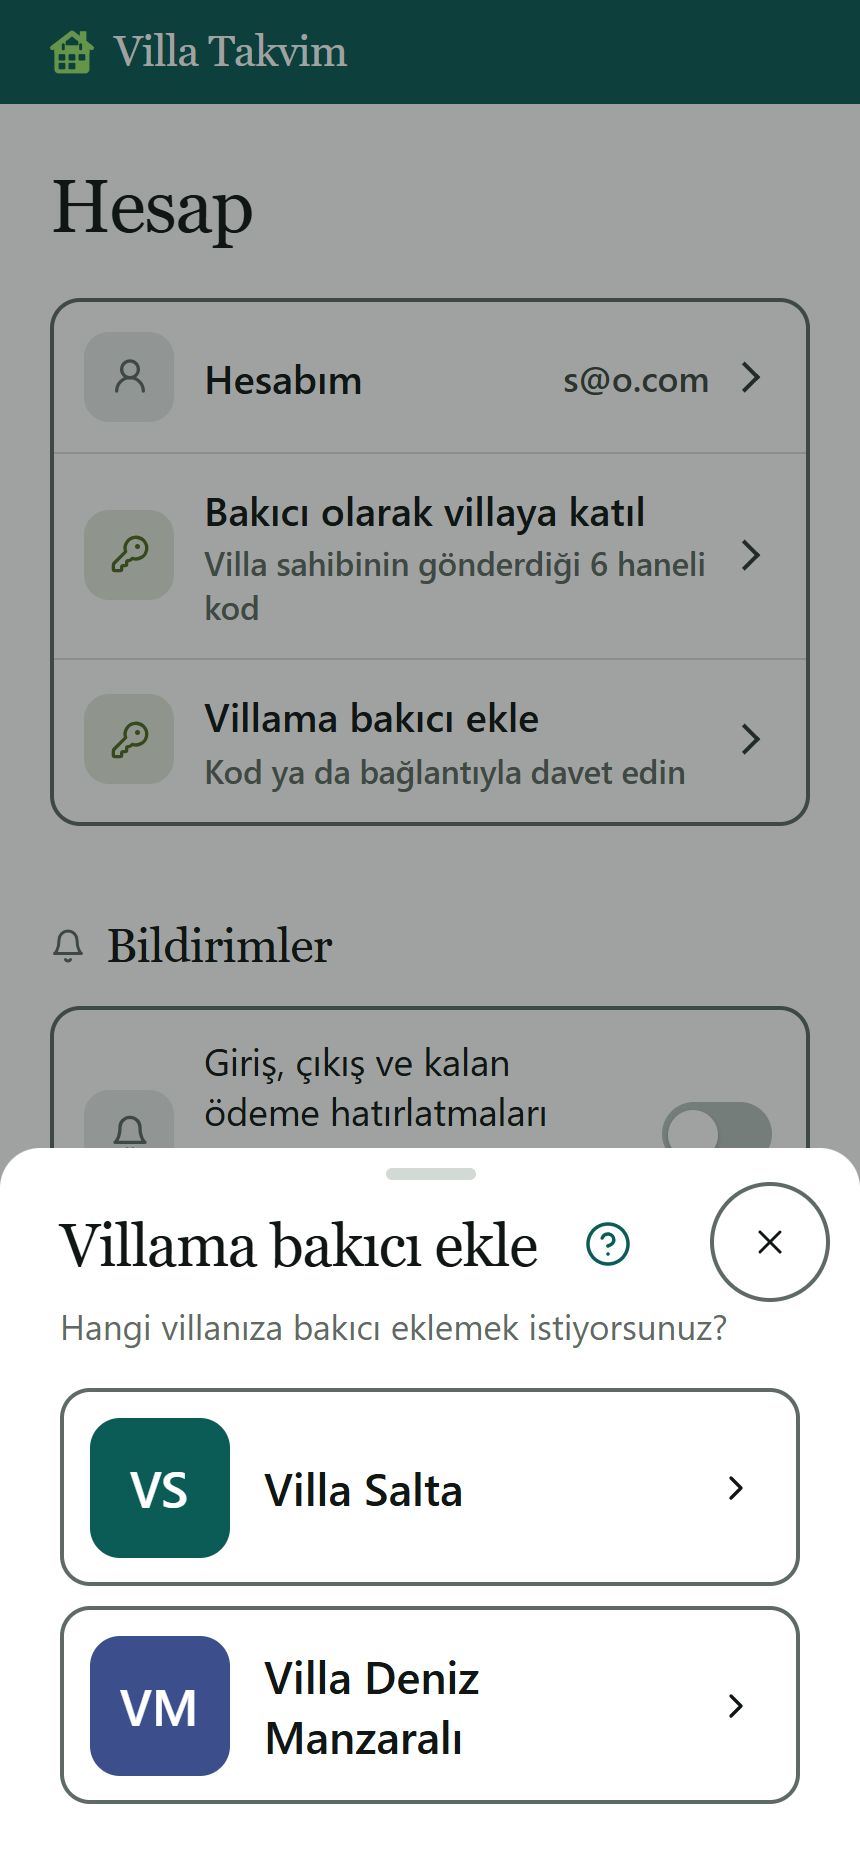 Villa Takvim
Hesap
Hesabım
s@o.com
Bakıcı olarak villaya katıl
Villa sahibinin gönderdiği 6 haneli
kod
Villama bakıcı ekle
Kod ya da bağlantıyla davet edin
Bildirimler
Giriş, çıkış ve kalan
ödeme hatırlatmaları
Villama bakıcı ekle
?
Hangi villanıza bakıcı eklemek istiyorsunuz?
VS
Villa Salta
VM
Villa Deniz
Manzaralı